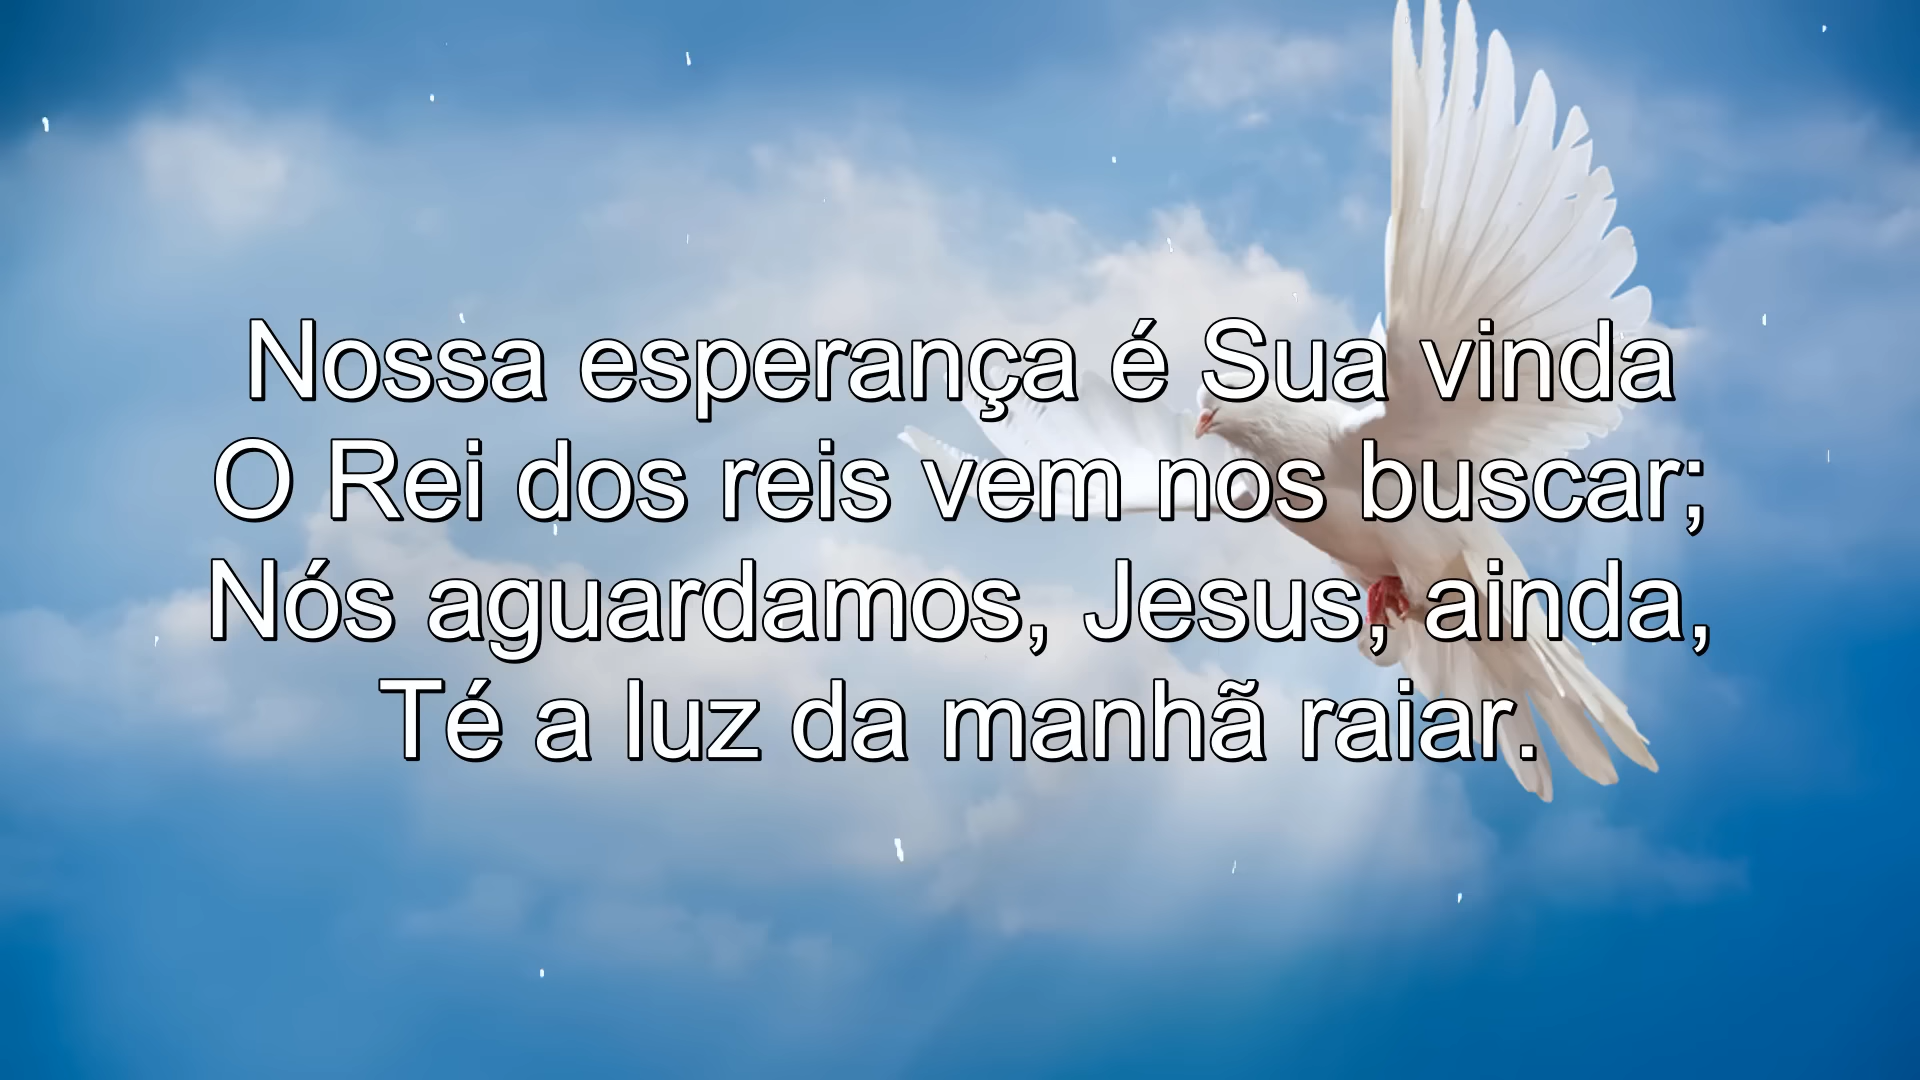 Nossa esperança é Sua vinda
O Rei dos reis vem nos buscar;
Nós aguardamos, Jesus, ainda,
Té a luz da manhã raiar.